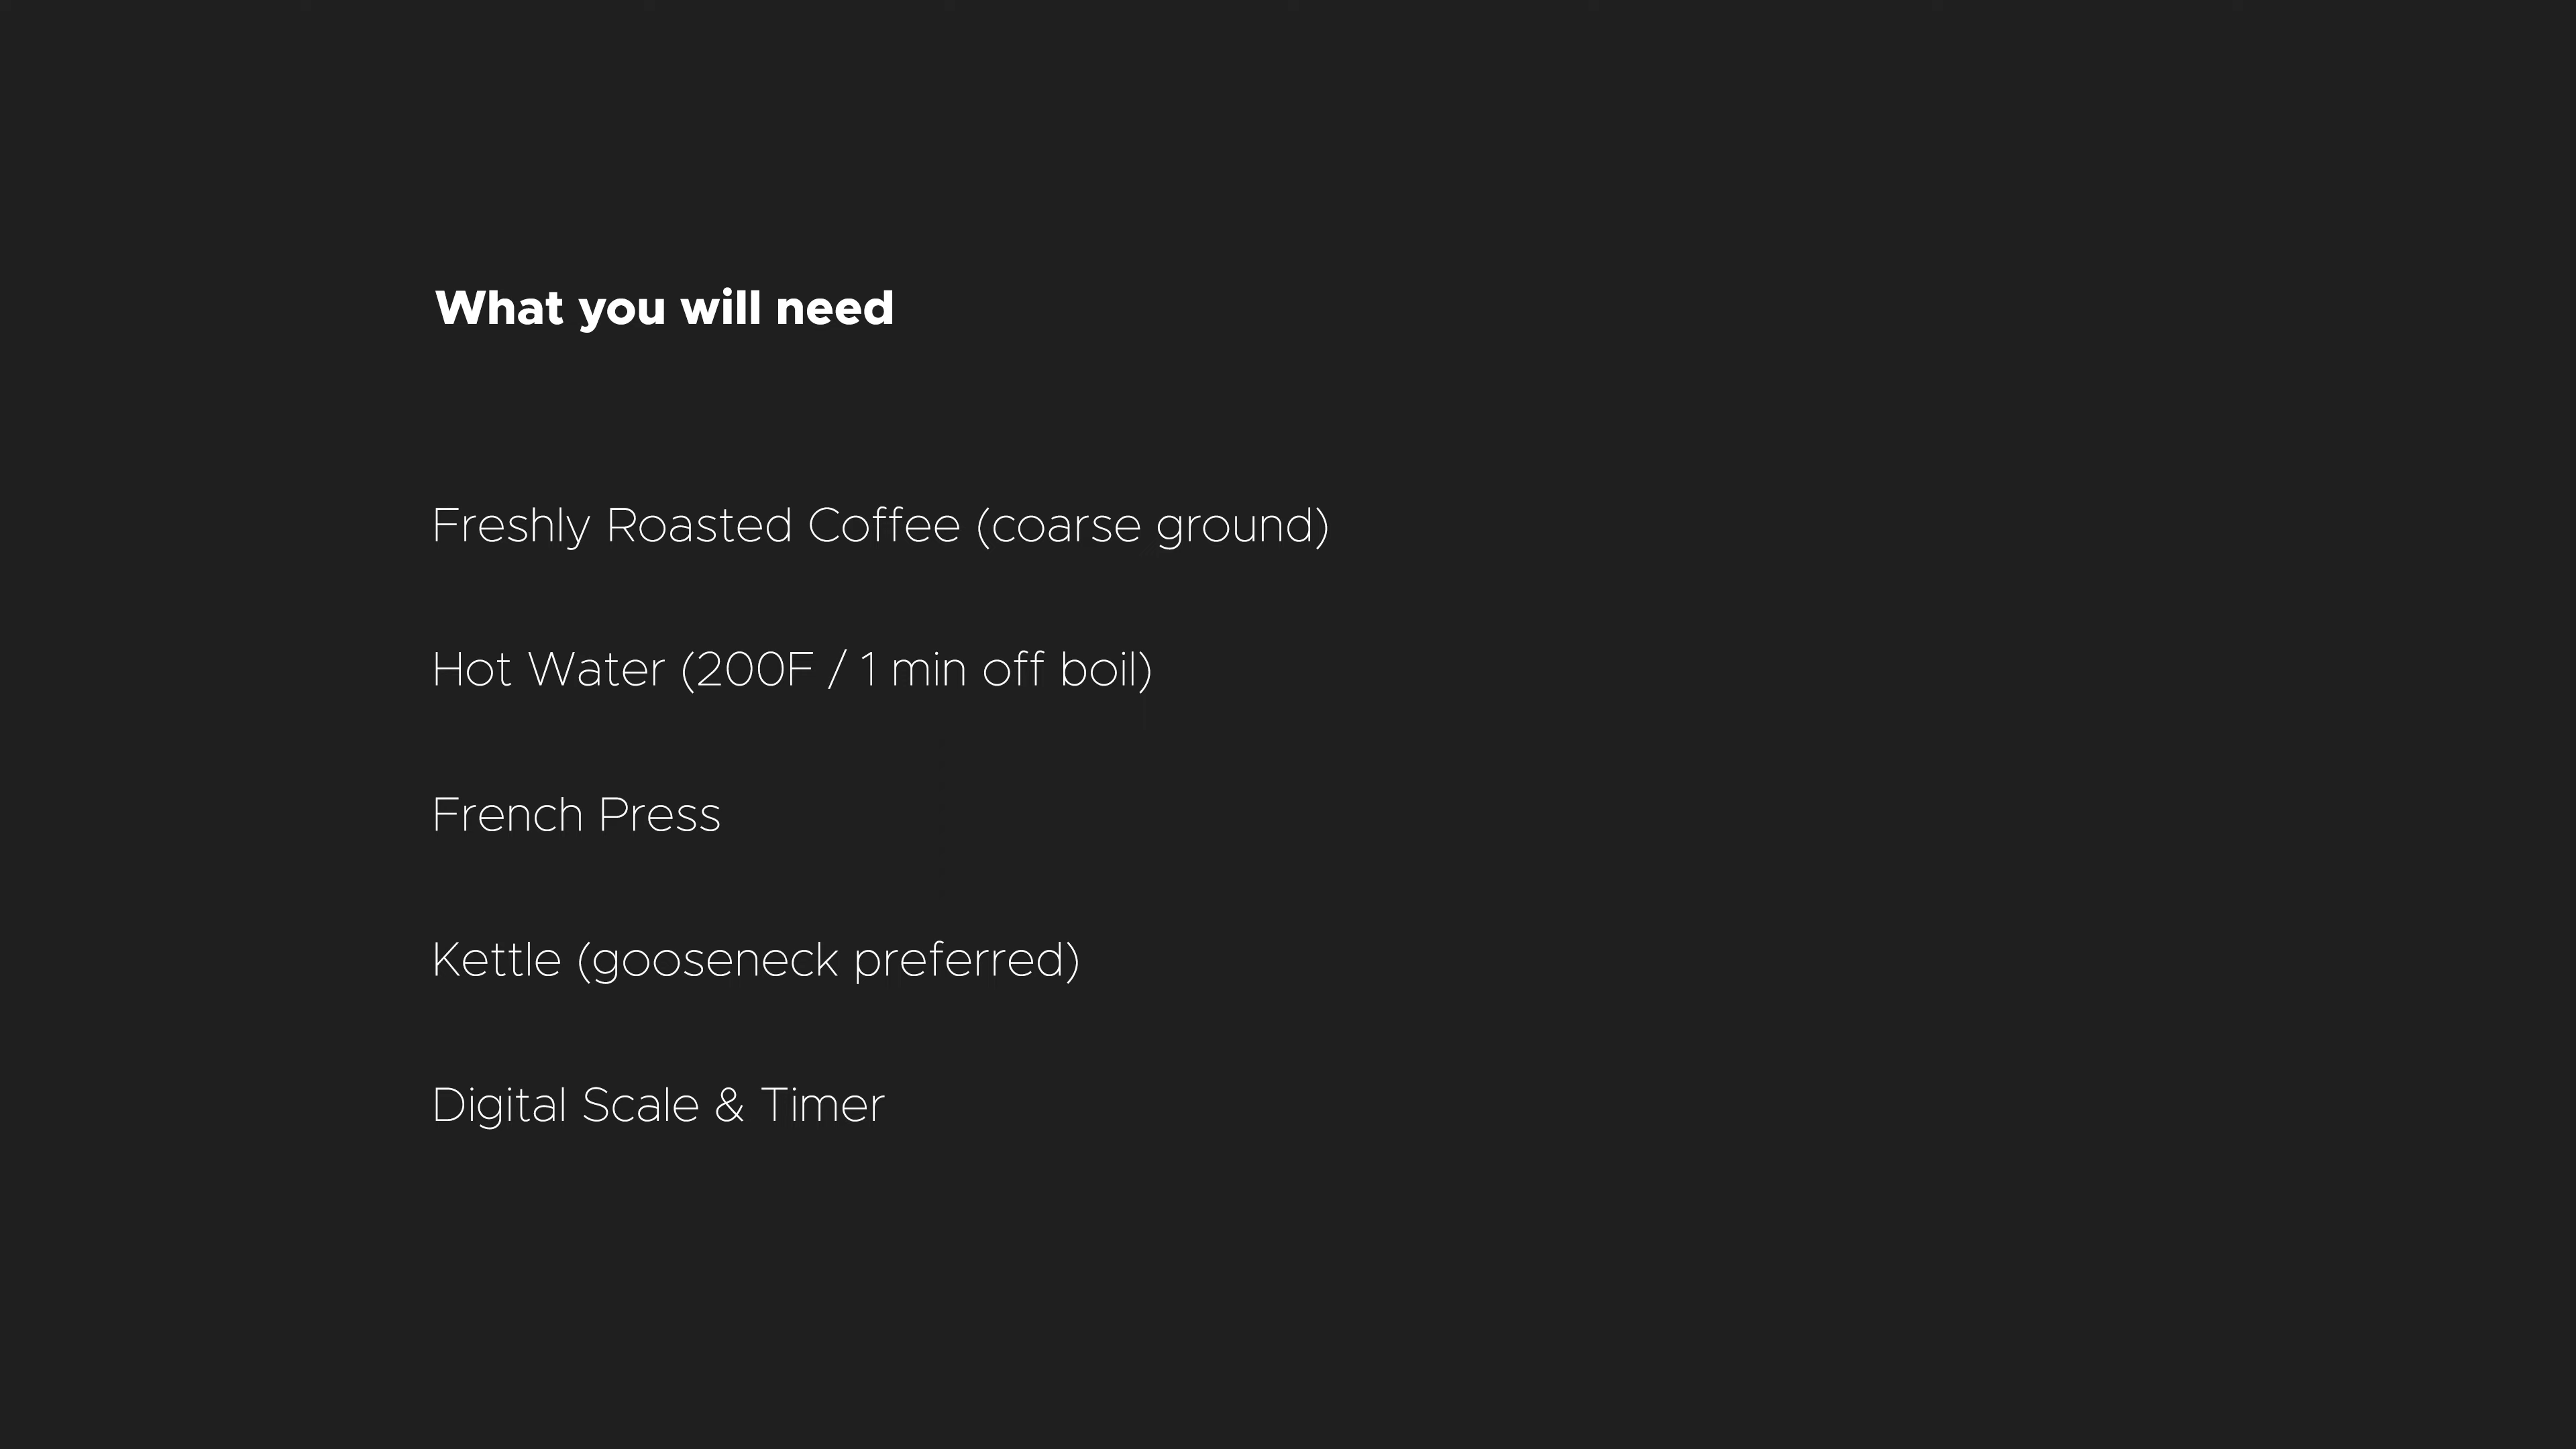 What you will need
Freshly Roasted Coffee (coarse ground)
Hot Water (200F / 1 min off boil)
French Press
Kettle (gooseneck preferred)
Digital Scale & Timer